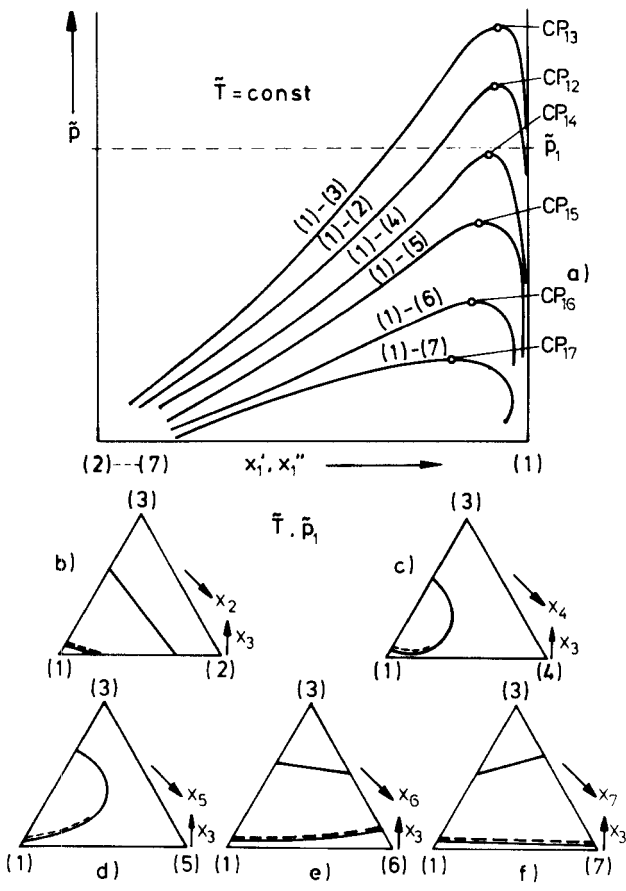 p̃
T̃ = const
CP13
CP12
CP14
p̃1
CP15
a)
CP16
CP17
(1)-(3)
(1)-(2)
(1)-(4)
(1)-(5)
(1)-(6)
(1)-(7)
(2)---(7)
x1', x1''
(1)
T̃, p̃1
b)
(3)
x2
x3
(1)
(2)
c)
(3)
x4
x3
(1)
(4)
(3)
x5
x3
(1)
d)
(5)
(3)
x6
x3
(1)
e)
(6)
(3)
x7
x3
(1)
f)
(7)